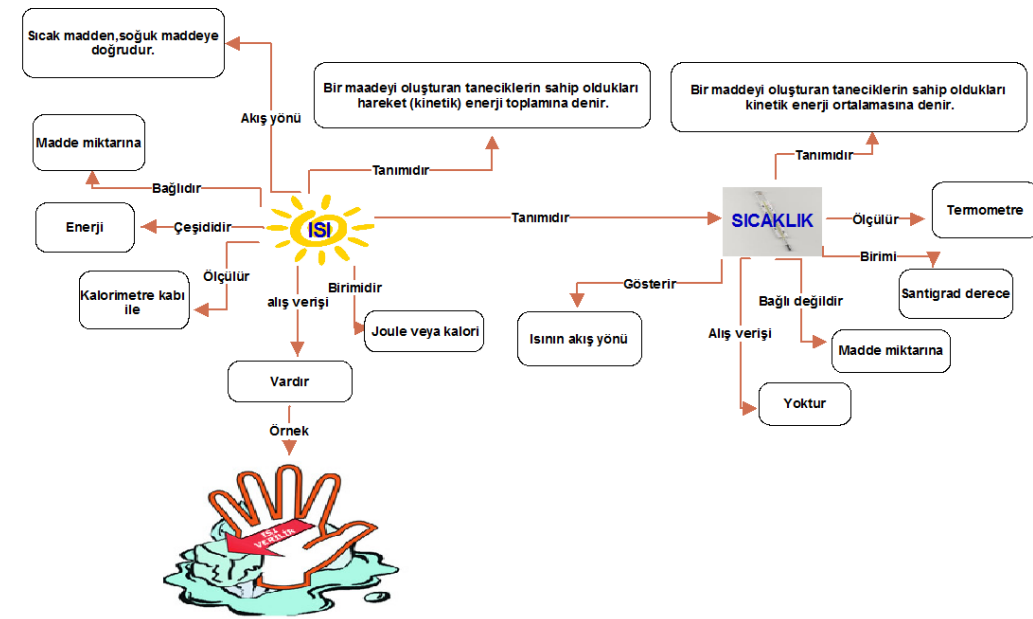 Sıcak madden,soğuk maddeye
doğrudur.
Akış yönü
Bir maadeyi oluşturan taneciklerin sahip oldukları
hareket (kinetik) enerji toplamına denir.
Bir maddeyi oluşturan taneciklerin sahip oldukları
kinetik enerji ortalamasına denir.
Madde miktarına
Tanımıdır
Tanımıdır
Bağlıdır
Enerji
Çeşididir
ISI
Tanımıdır
SICAKLIK
Ölçülür
Termometre
Birimi
Ölçülür
Kalorimetre kabı
ile
alış verişi
Birimidir
Joule veya kalori
Gösterir
Isının akış yönü
Bağlı değildir
Santigrad derece
Alış verişi
Madde miktarına
Vardır
Yoktur
Örnek
ISI
VERİLİR